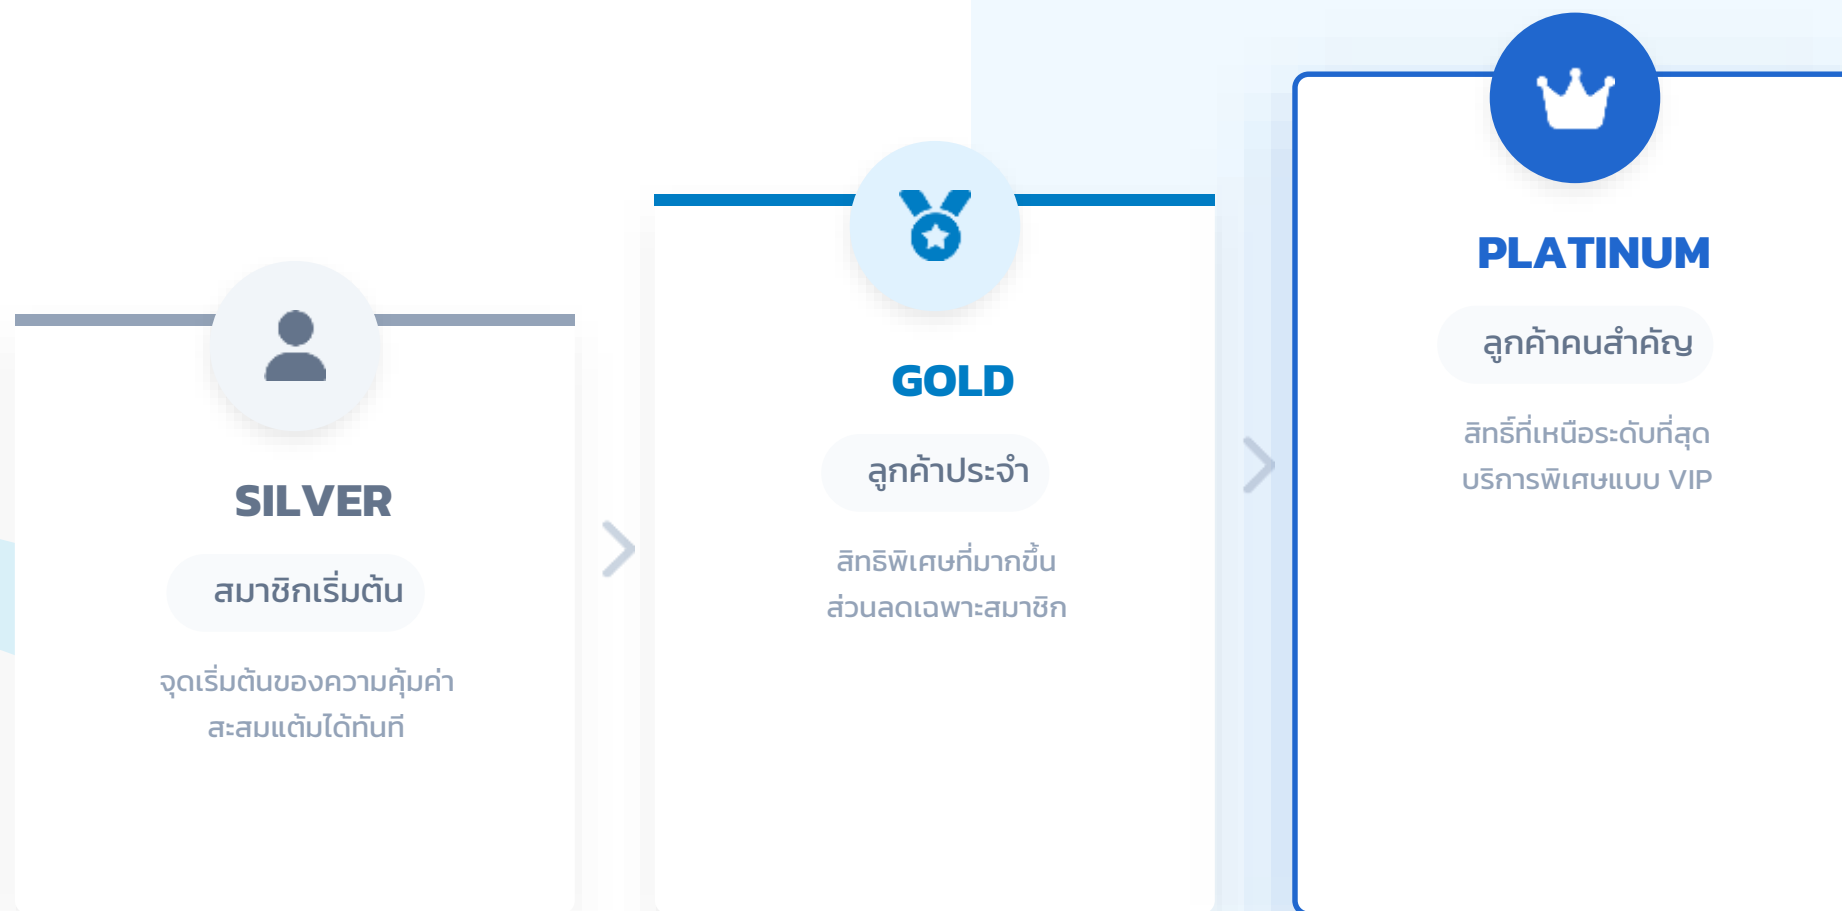 SILVER
สมาชิกเริ่มต้น
จุดเริ่มต้นของความคุ้มค่า
สะสมแต้มได้ทันที
GOLD
ลูกค้าประจำ
สิทธิพิเศษที่มากขึ้น
ส่วนลดเฉพาะสมาชิก
PLATINUM
ลูกค้าคนสำคัญ
สิทธิ์ที่เหนือระดับที่สุด
บริการพิเศษแบบ VIP